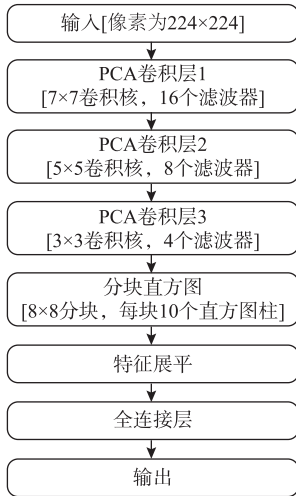 输入[像素为224×224]
PCA卷积层1
[7×7卷积核，16个滤波器]
PCA卷积层2
[5×5卷积核，8个滤波器]
PCA卷积层3
[3×3卷积核，4个滤波器]
分块直方图
[8×8分块，每块10个直方图柱]
特征展平
全连接层
输出